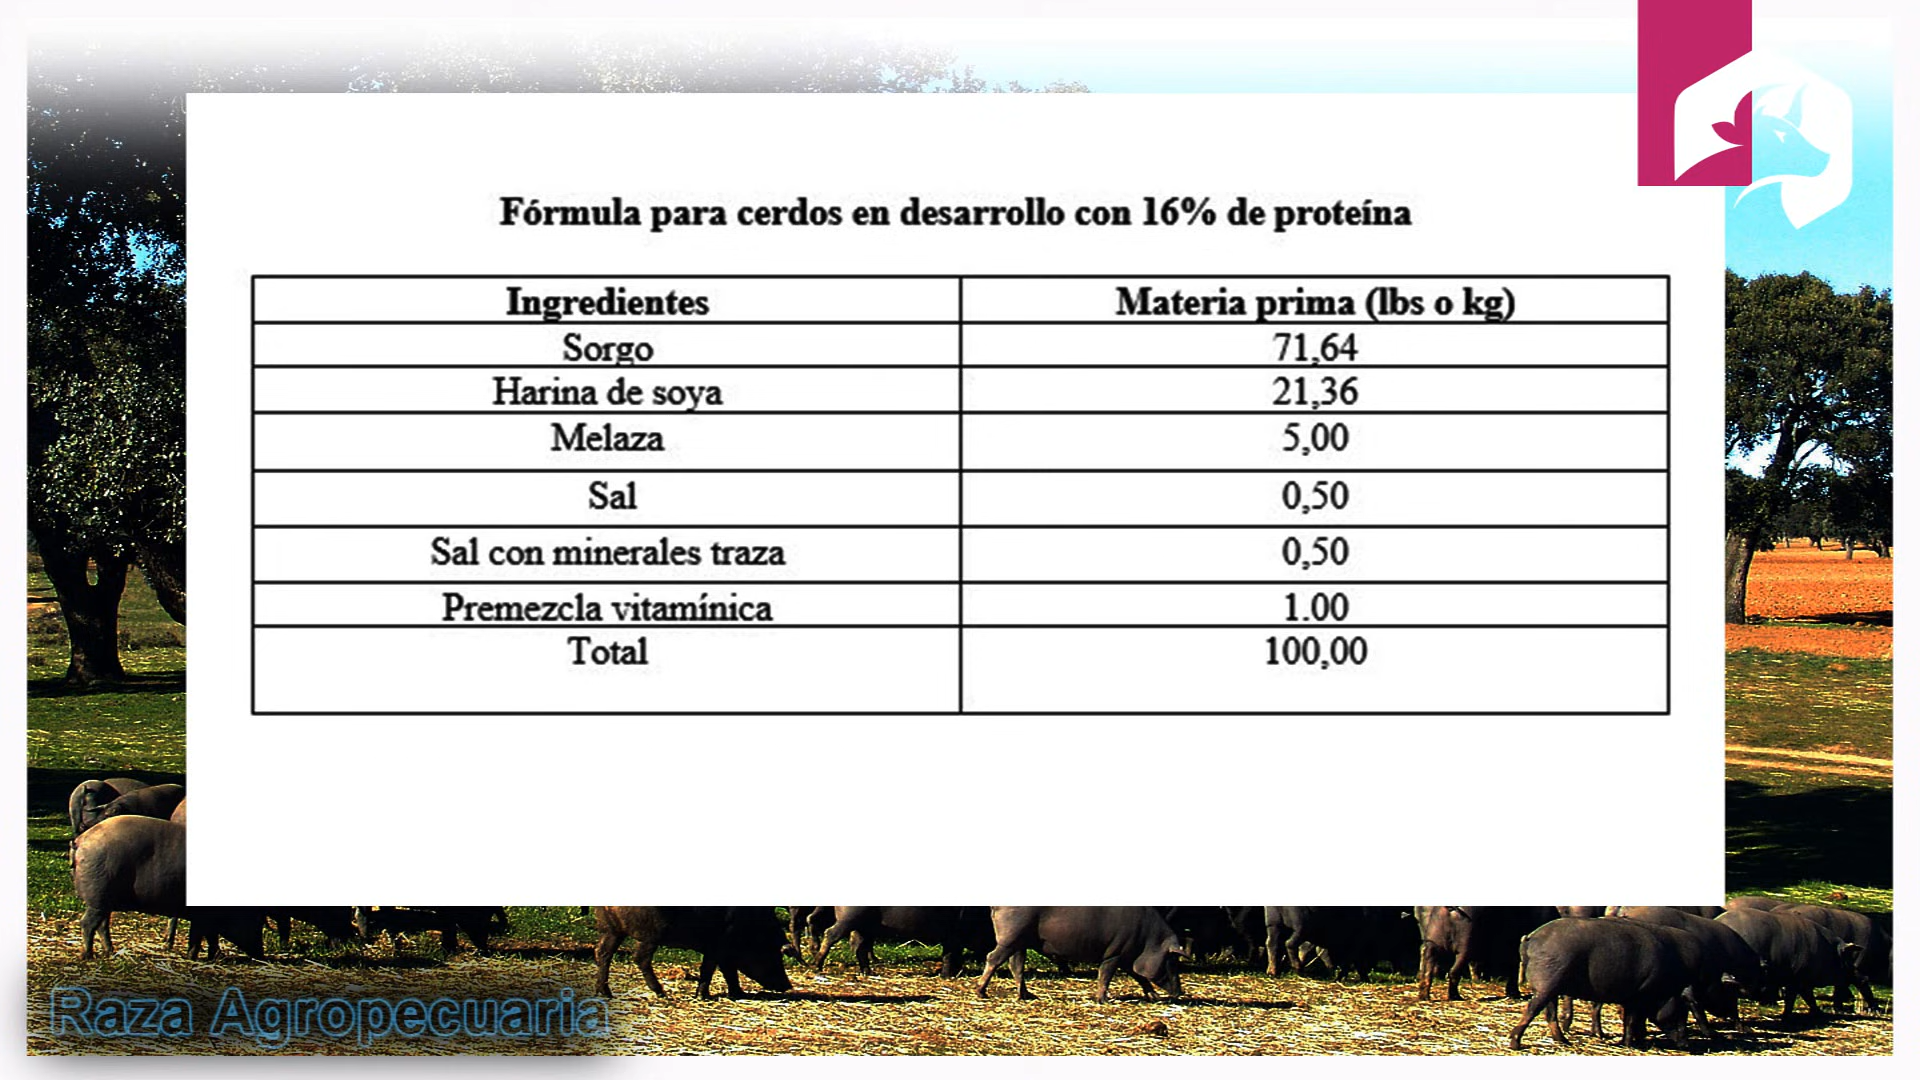 Fórmula para cerdos en desarrollo con 16% de proteína
Ingredientes Materia prima (lbs o kg)
Sorgo 71,64
Harina de soya 21,36
Melaza 5,00
Sal 0,50
Sal con minerales traza 0,50
Premezcla vitamínica 1.00
Total 100,00
Raza Agropecuaria